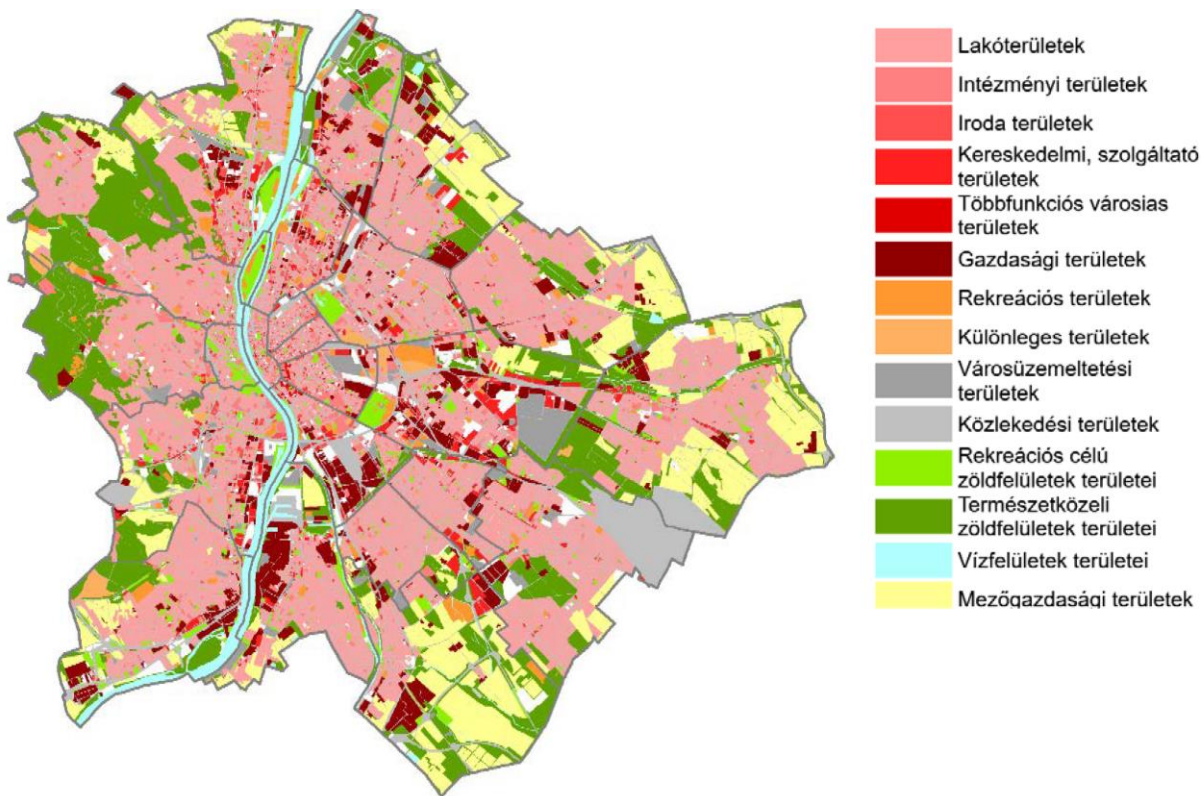 Lakóterületek
Intézményi területek
Iroda területek
Kereskedelmi, szolgáltató
területek
Többfunkciós városias
területek
Gazdasági területek
Rekreációs területek
Különleges területek
Városüzemeltetési
területek
Közlekedési területek
Rekreációs célú
zöldfelületek területei
Természetközeli
zöldfelületek területei
Vízfelületek területei
Mezőgazdasági területek